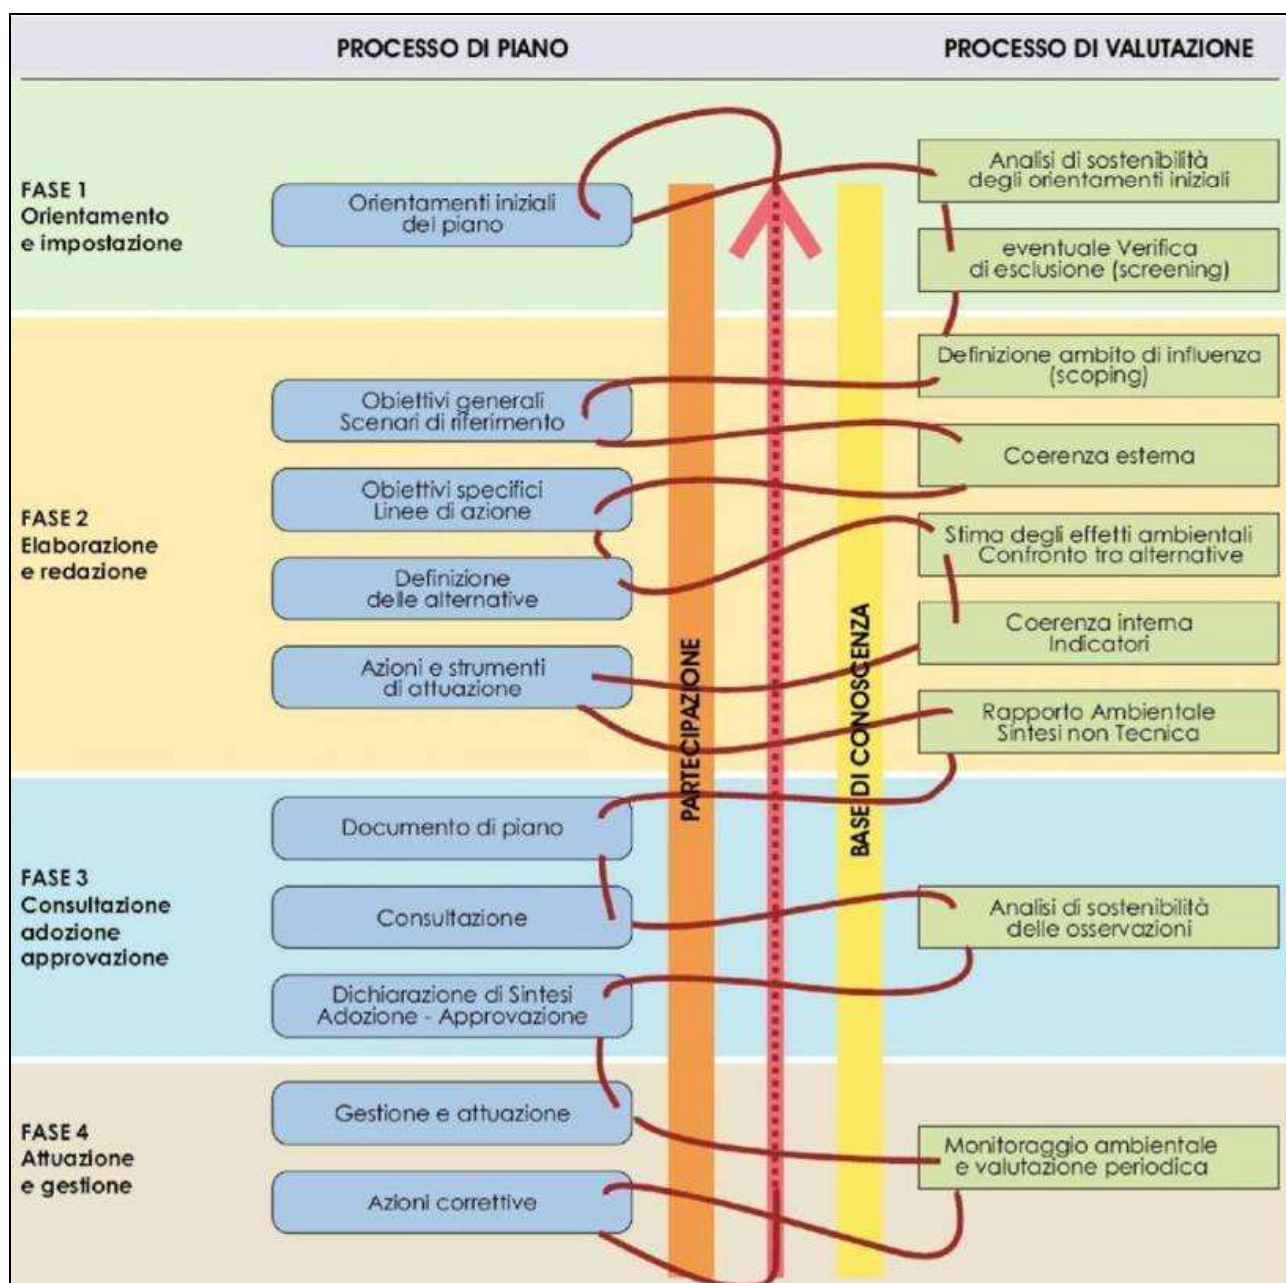 PROCESSO DI PIANO
PROCESSO DI VALUTAZIONE
FASE 1
Orientamento
e impostazione
Orientamenti iniziali
del piano
Analisi di sostenibilità
degli orientamenti iniziali
eventuale Verifica
di esclusione (screening)
FASE 2
Elaborazione
e redazione
Obiettivi generali
Scenari di riferimento
Obiettivi specifici
Linee di azione
Definizione
delle alternative
Azioni e strumenti
di attuazione
Definizione ambito di influenza
(scoping)
Coerenza esterna
Stima degli effetti ambientali
Confronto tra alternative
Coerenza interna
Indicatori
Rapporto Ambientale
Sintesi non Tecnica
PARTECIPAZIONE
BASE DI CONOSCENZA
FASE 3
Consultazione
adozione
approvazione
Documento di piano
Consultazione
Dichiarazione di Sintesi
Adozione - Approvazione
Analisi di sostenibilità
delle osservazioni
FASE 4
Attuazione
e gestione
Gestione e attuazione
Azioni correttive
Monitoraggio ambientale
e valutazione periodica